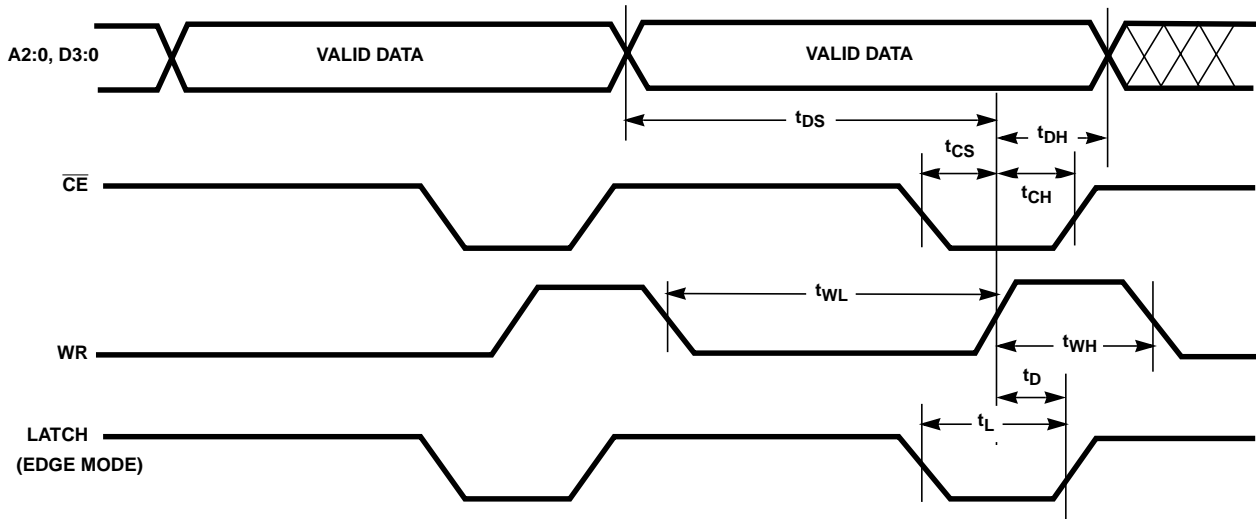 A2:0, D3:0
VALID DATA
VALID DATA
tDS
tDH
tCS
CE
tCH
tWL
WR
tWH
tD
LATCH
(EDGE MODE)
tL